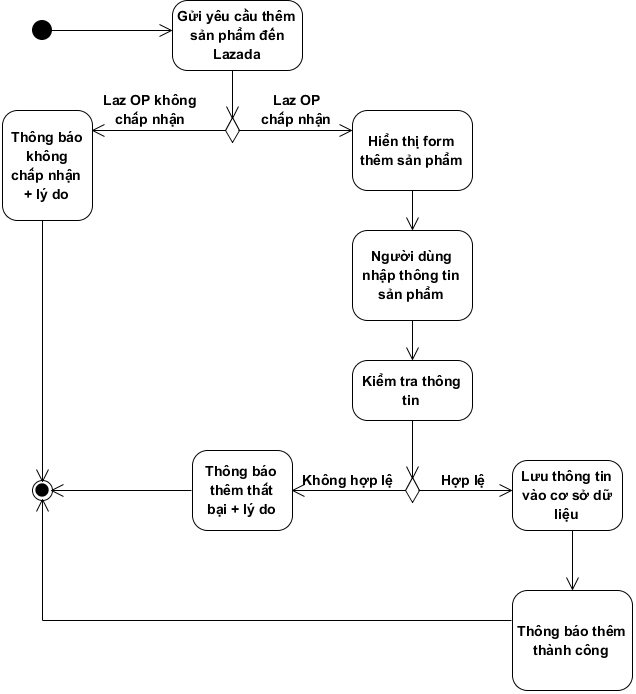 Gửi yêu cầu thêm
sản phẩm đến
Lazada
Laz OP không
chấp nhận
Laz OP
chấp nhận
Thông báo
không
chấp nhận
+ lý do
Hiển thị form
thêm sản phẩm
Người dùng
nhập thông tin
sản phẩm
Kiểm tra thông
tin
Không hợp lệ
Hợp lệ
Thông báo
thêm thất
bại + lý do
Lưu thông tin
vào cơ sở dữ
liệu
Thông báo thêm
thành công